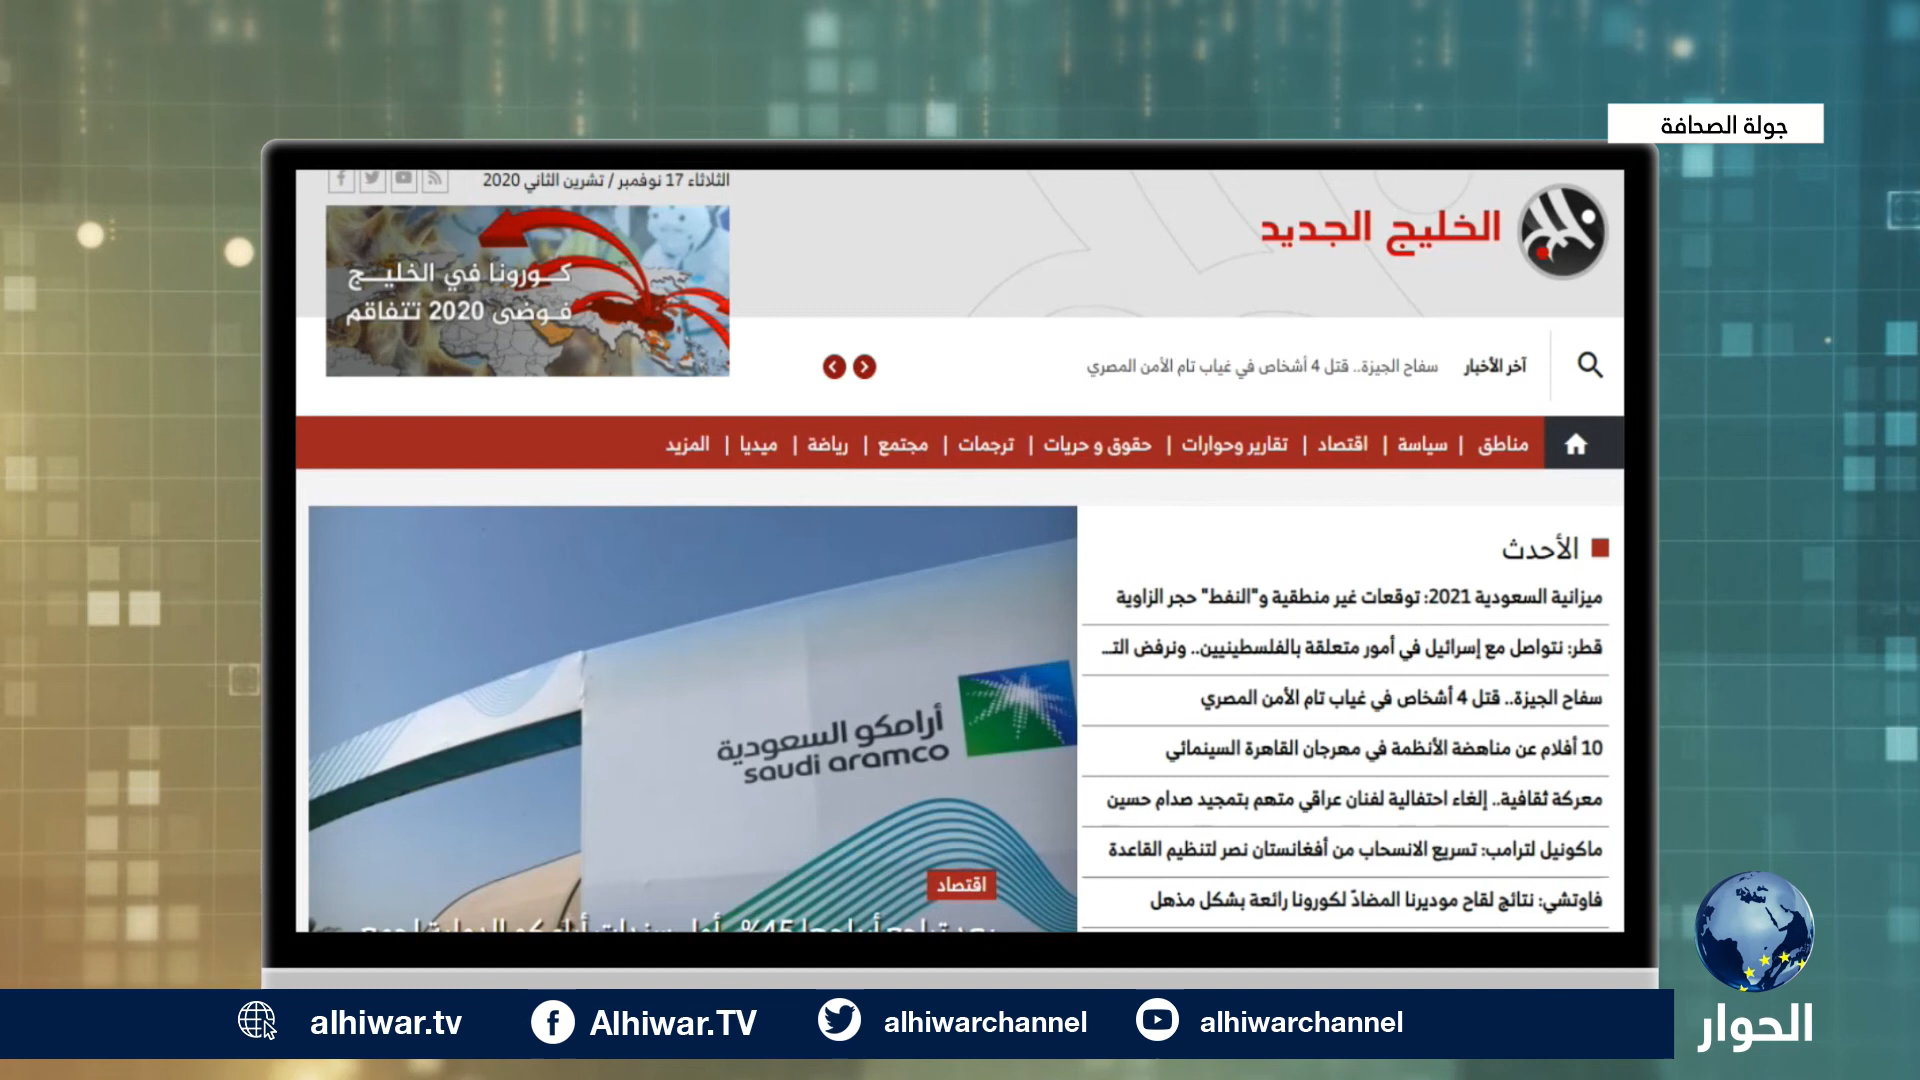 جولة الصحافة
الثلاثاء 17 نوفمبر / تشرين الثاني 2020
الخليج الجديد
كـورونا في الخليـج
فـوضى 2020 تتفاقم
آخر الأخبار
سفاح الجيزة.. قتل 4 أشخاص في غياب تام الأمن المصري
مناطق | سياسة | اقتصاد | تقارير وحوارات | حقوق و حريات | ترجمات | مجتمع | رياضة | ميديا | المزيد
الأحدث
ميزانية السعودية 2021: توقعات غير منطقية و"النفط" حجر الزاوية
قطر: نتواصل مع إسرائيل في أمور متعلقة بالفلسطينيين.. ونرفض التـ...
سفاح الجيزة.. قتل 4 أشخاص في غياب تام الأمن المصري
10 أفلام عن مناهضة الأنظمة في مهرجان القاهرة السينمائي
معركة ثقافية.. إلغاء احتفالية لفنان عراقي متهم بتمجيد صدام حسين
ماكونيل لترامب: تسريع الانسحاب من أفغانستان نصر لتنظيم القاعدة
فاوتشي: نتائج لقاح موديرنا المضادّ لكورونا رائعة بشكل مذهل
أرامكو السعودية
saudi aramco
اقتصاد
alhiwar.tv
Alhiwar.TV
alhiwarchannel
alhiwarchannel
الحوار